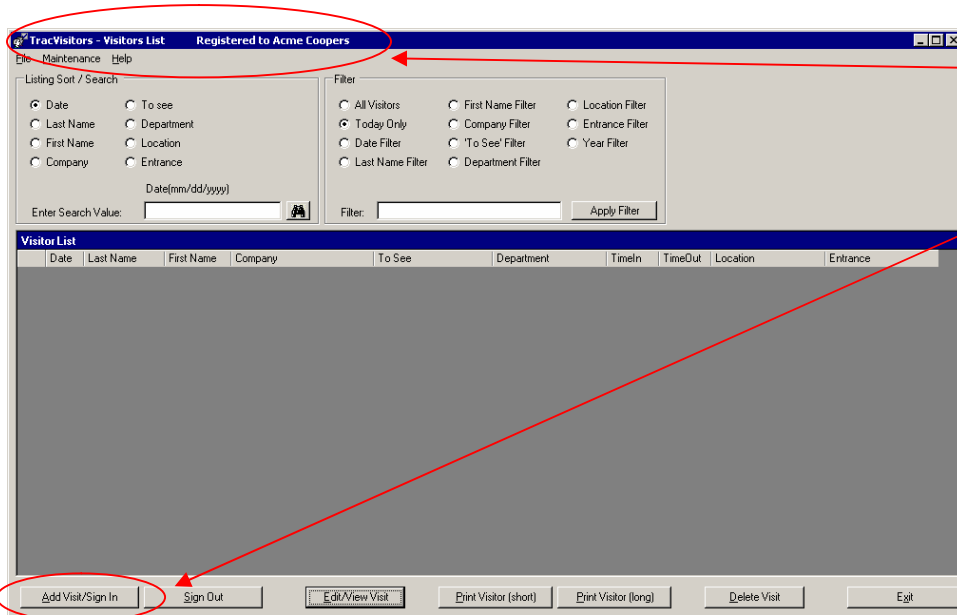 TracVisitors - Visitors List Registered to Acme Coopers
File Maintenance Help
Listing Sort / Search
Date To see
Last Name Department
First Name Location
Company Entrance
Date(mm/dd/yyyy)
Enter Search Value:
Filter
All Visitors First Name Filter Location Filter
Today Only Company Filter Entrance Filter
Date Filter 'To See' Filter Year Filter
Last Name Filter Department Filter
Filter: Apply Filter
Visitor List
Date Last Name First Name Company To See Department TimeIn TimeOut Location Entrance
Add Visit/Sign In Sign Out Edit/View Visit Print Visitor (short) Print Visitor (long) Delete Visit Exit